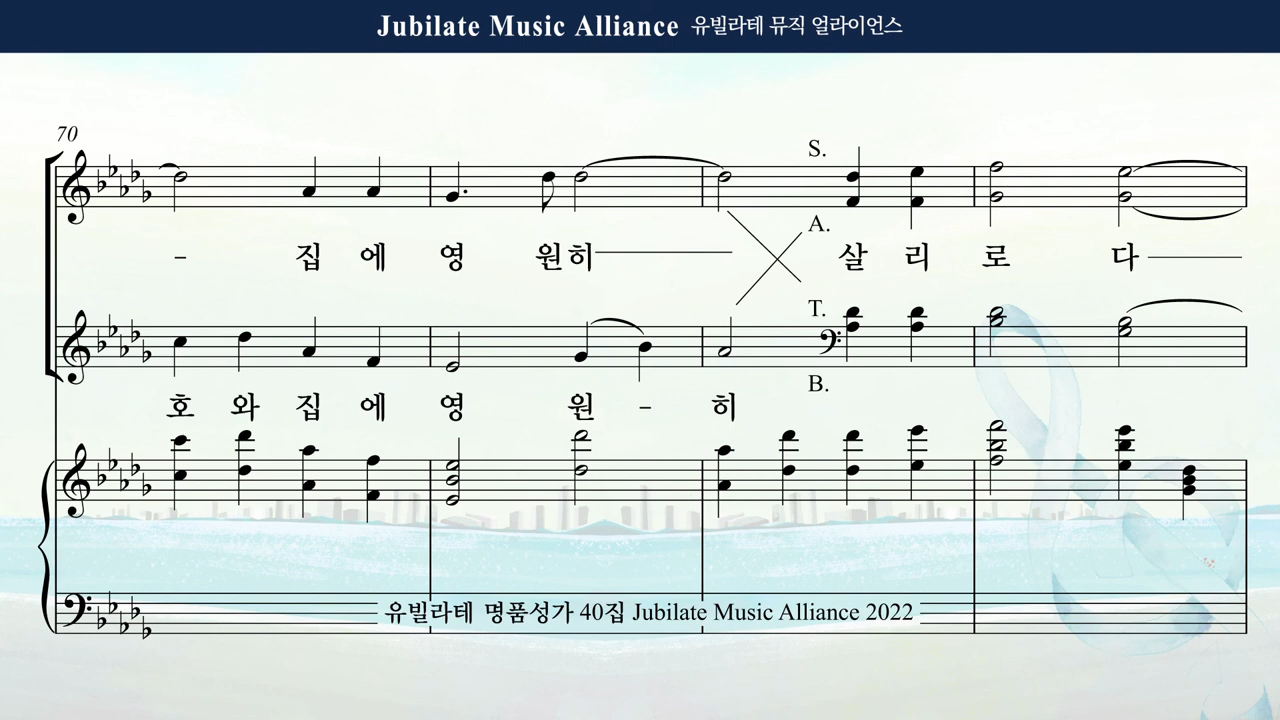 Jubilate Music Alliance 유빌라테 뮤직 얼라이언스
70
S.
A.
- 집 에 영 원 히 살 리 로 다
T.
B.
호 와 집 에 영 원 - 히
유빌라테 명품성가 40집 Jubilate Music Alliance 2022